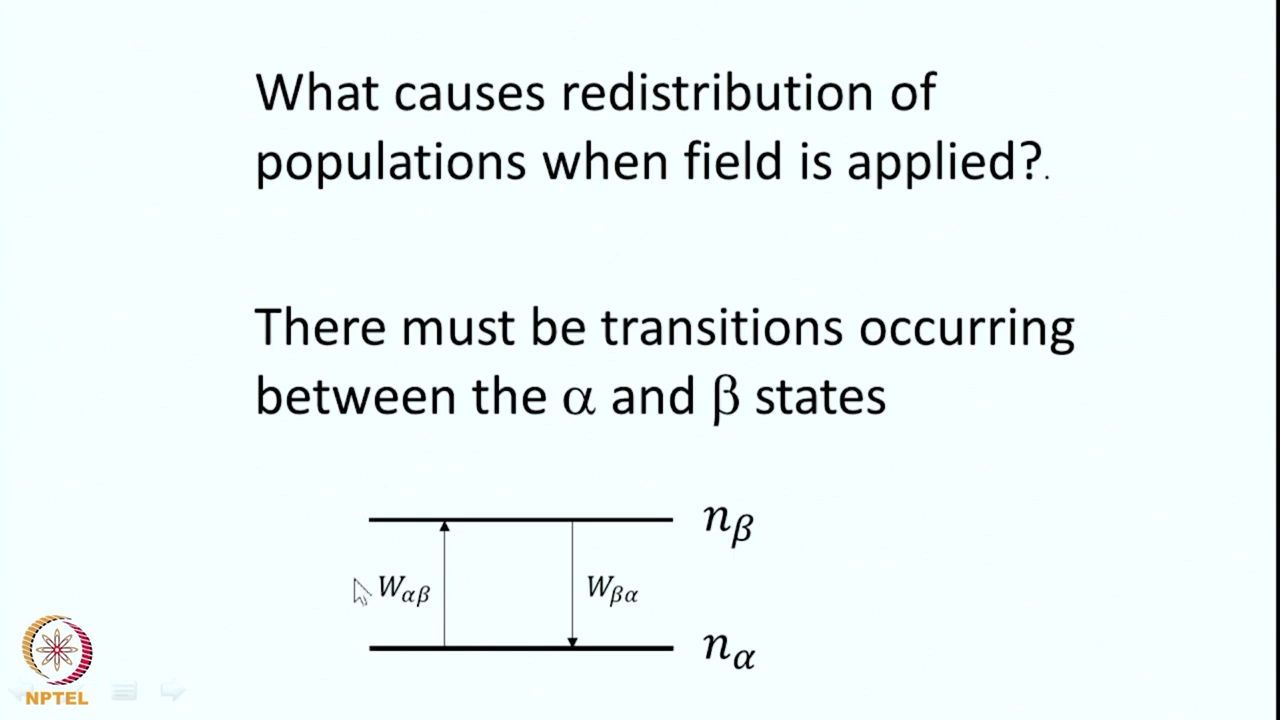 What causes redistribution of
populations when field is applied?.
There must be transitions occurring
between the α and β states
n_β
W_αβ W_βα
n_α
NPTEL